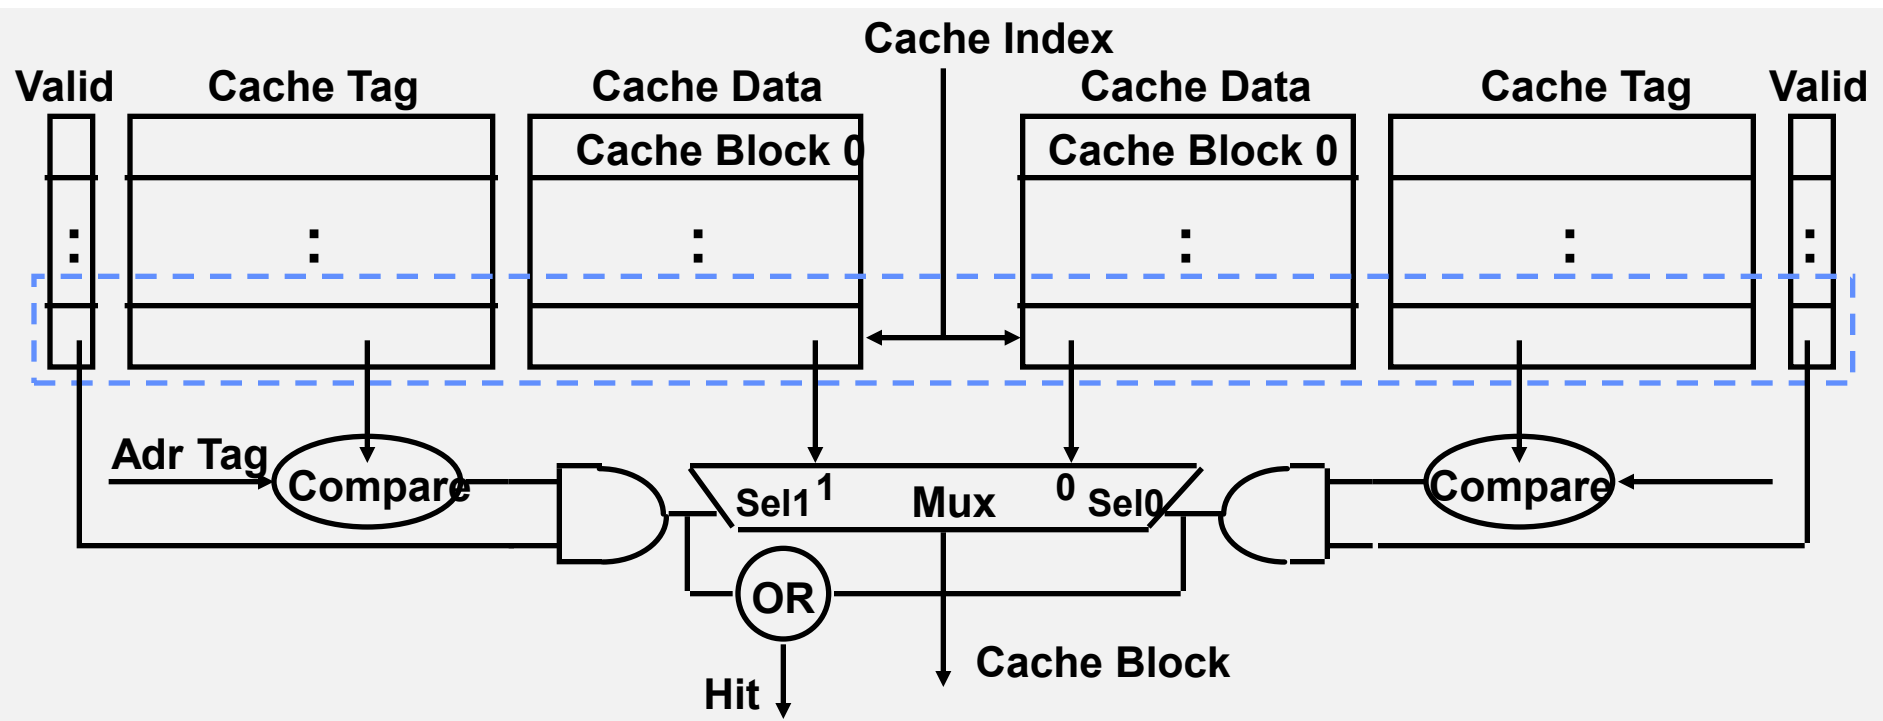 Cache Index
Valid Cache Tag Cache Data Cache Data Cache Tag Valid
Cache Block 0 Cache Block 0
: : : : : :
Adr Tag
Compare Sel1 1 Mux 0 Sel0 Compare
OR
Cache Block
Hit